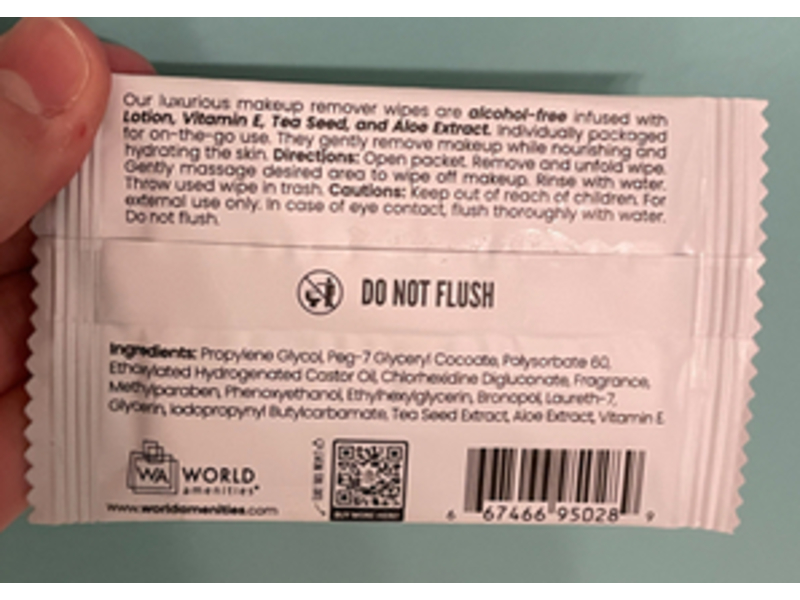 Our luxurious makeup remover wipes are alcohol-free infused with
Lotion, Vitamin E, Tea Seed, and Aloe Extract. Individually packaged
for on-the-go use. They gently remove makeup while nourishing and
hydrating the skin. Directions: Open packet. Remove and unfold wipe.
Gently massage desired area to wipe off makeup. Rinse with water.
Throw used wipe in trash. Cautions: Keep out of reach of children. For
external use only. In case of eye contact, flush thoroughly with water.
Do not flush.
DO NOT FLUSH
Ingredients: Propylene Glycol, Peg-7 Glyceryl Cocoate, Polysorbate 60,
Ethoxylated Hydrogenated Castor Oil, Chlorhexidine Digluconate, Fragrance,
Methylparaben, Phenoxyethanol, Ethylhexylglycerin, Bronopol, Laureth-7,
Glycerin, Iodopropynyl Butylcarbamate, Tea Seed Extract, Aloe Extract, Vitamin E
WA WORLD
amenities
www.worldamenities.com
BUY MORE HERE!
6 67466 95028 9